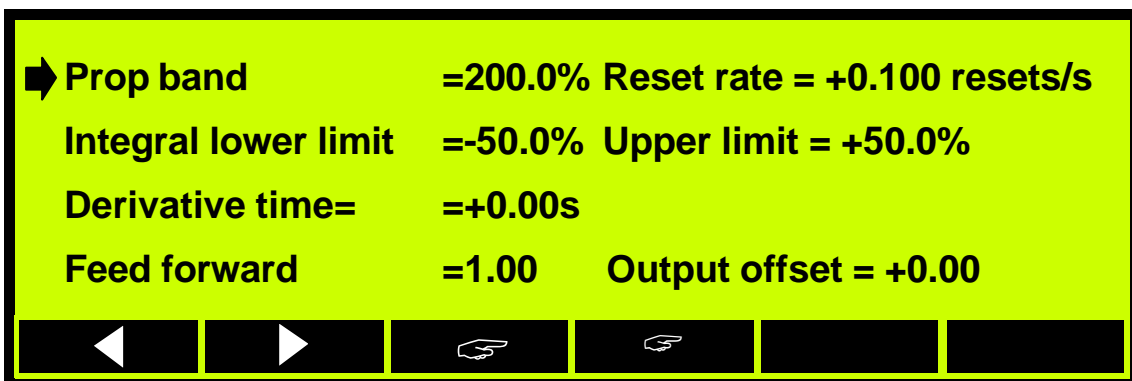 Prop band =200.0% Reset rate = +0.100 resets/s
Integral lower limit =-50.0% Upper limit = +50.0%
Derivative time= =+0.00s
Feed forward =1.00 Output offset = +0.00